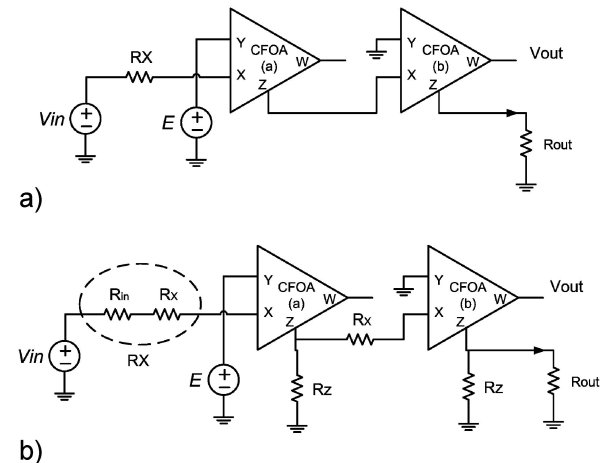 RX
Y
CFOA
(a)
W
X
Z
Vin
+
−
E
+
−
Y
CFOA
(b)
W
X
Z
Vout
Rout
a)
Rin
Rx
RX
Y
CFOA
(a)
W
X
Z
Vin
+
−
E
+
−
Rx
Rz
Y
CFOA
(b)
W
X
Z
Vout
Rz
Rout
b)